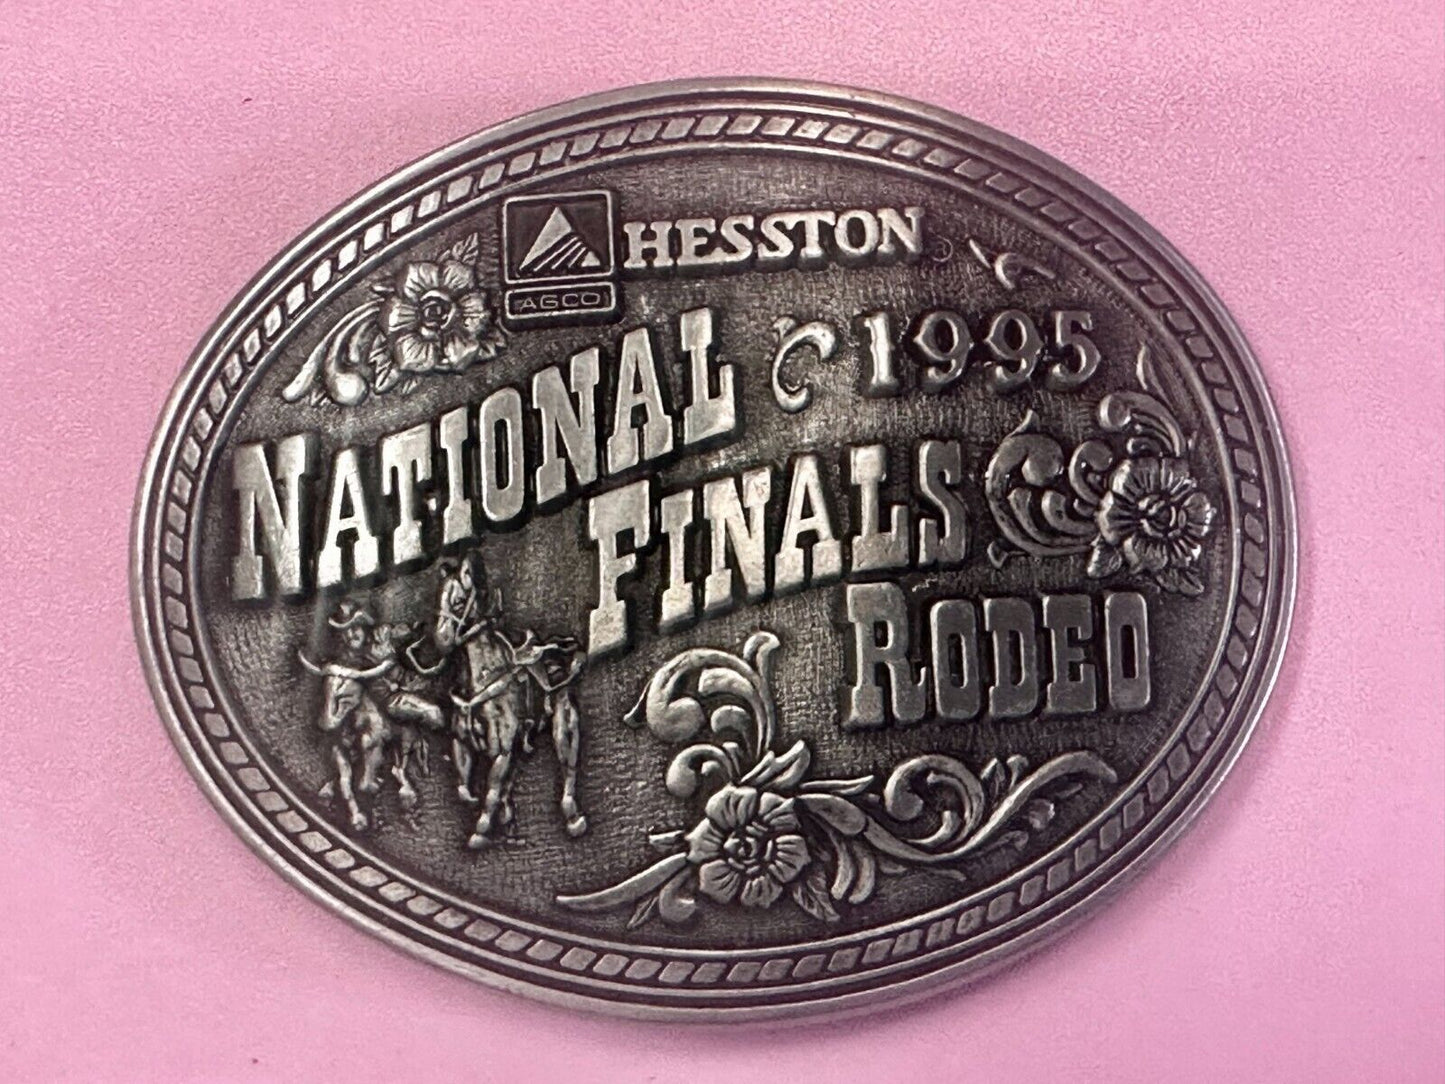 HESSTON
AGCO
1995
NATIONAL
FINALS
RODEO